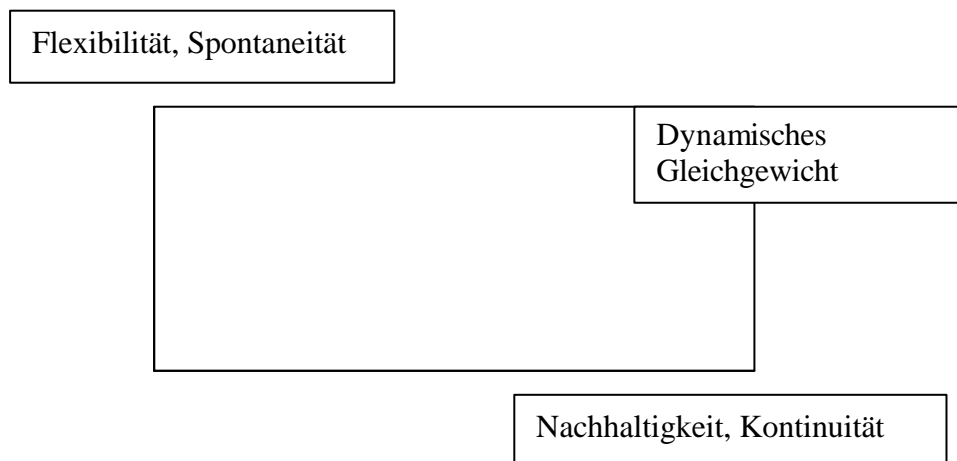 Flexibilität, Spontaneität
Dynamisches
Gleichgewicht
Nachhaltigkeit, Kontinuität